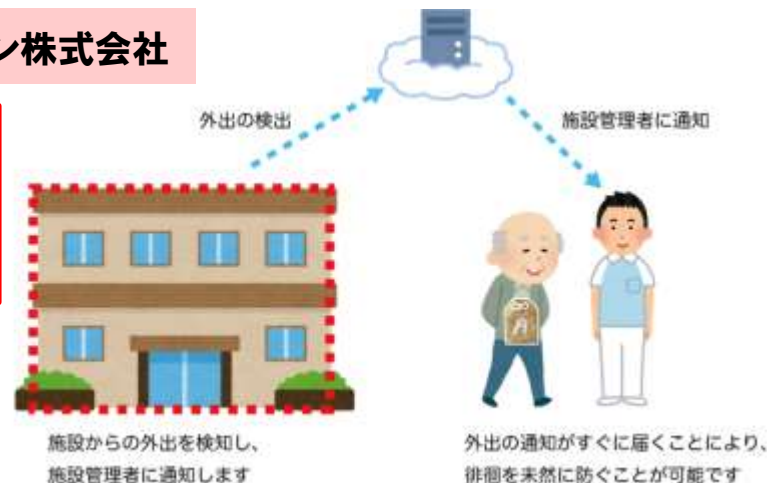 ン株式会社
外出の検出
施設管理者に通知
施設からの外出を検知し、
施設管理者に通知します
外出の通知がすぐに届くことにより、
徘徊を未然に防ぐことが可能です